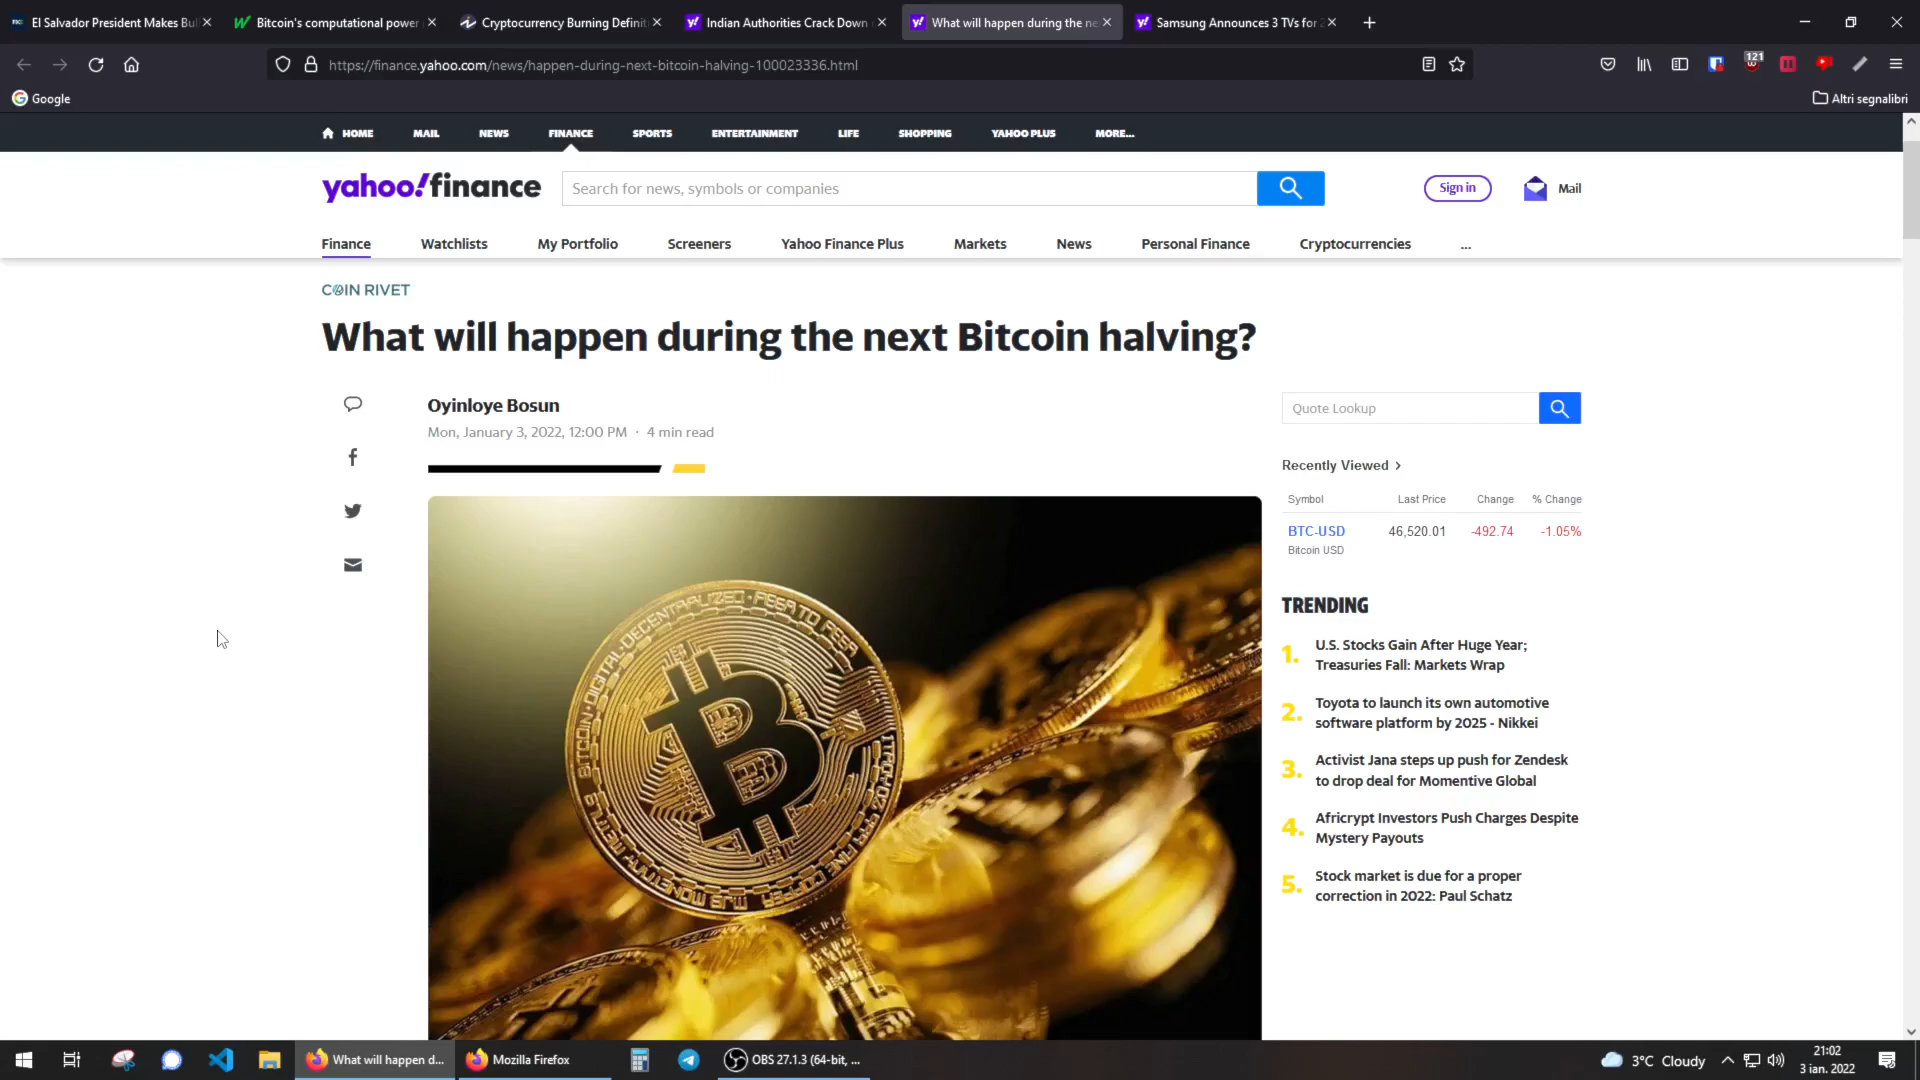 El Salvador President Makes Bul
Bitcoin's computational power
Cryptocurrency Burning Definit
Indian Authorities Crack Down
What will happen during the ne
Samsung Announces 3 TVs for 2
https://finance.yahoo.com/news/happen-during-next-bitcoin-halving-100023336.html
121
Google
Altri segnalibri
HOME MAIL NEWS FINANCE SPORTS ENTERTAINMENT LIFE SHOPPING YAHOO PLUS MORE...
yahoo!finance
Search for news, symbols or companies
Sign in
Mail
Finance Watchlists My Portfolio Screeners Yahoo Finance Plus Markets News Personal Finance Cryptocurrencies ...
COIN RIVET
What will happen during the next Bitcoin halving?
Oyinloye Bosun
Mon, January 3, 2022, 12:00 PM · 4 min read
BITCOIN·DIGITAL·DECENTRALIZED·PEER TO PEER
Quote Lookup
Recently Viewed >
Symbol Last Price Change % Change
BTC-USD 46,520.01 -492.74 -1.05%
Bitcoin USD
TRENDING
1. U.S. Stocks Gain After Huge Year;
Treasuries Fall: Markets Wrap
2. Toyota to launch its own automotive
software platform by 2025 - Nikkei
3. Activist Jana steps up push for Zendesk
to drop deal for Momentive Global
4. Africrypt Investors Push Charges Despite
Mystery Payouts
5. Stock market is due for a proper
correction in 2022: Paul Schatz
What will happen d...
Mozilla Firefox
OBS 27.1.3 (64-bit, ...
3°C Cloudy
21:02
3 ian. 2022